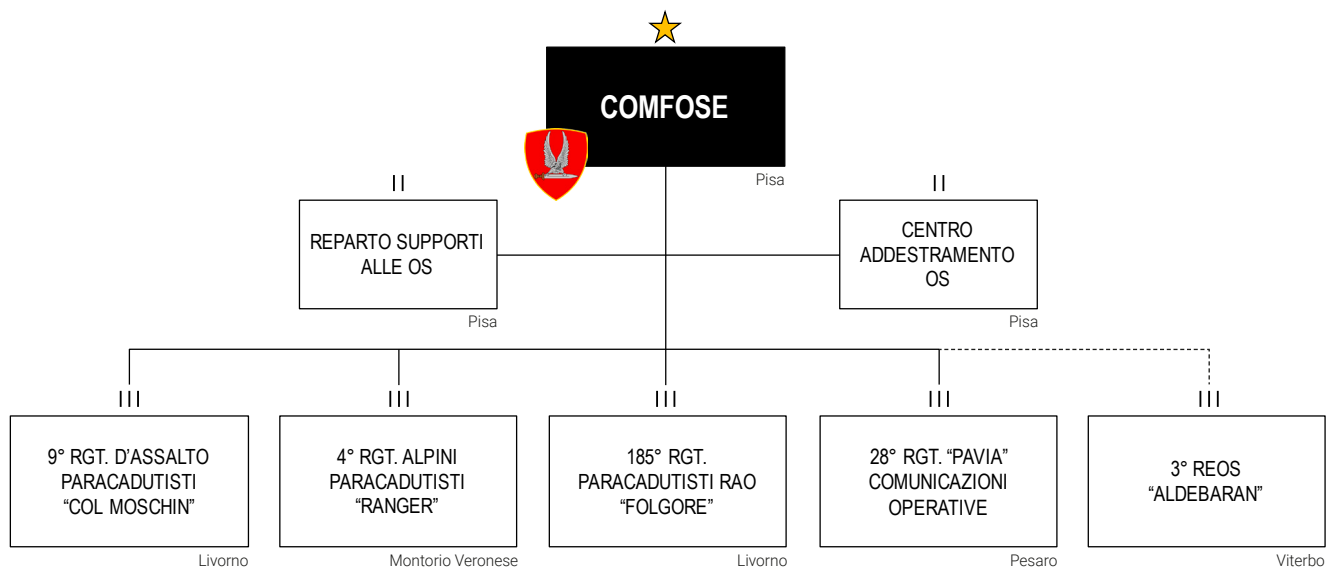 COMFOSE
Pisa
II
REPARTO SUPPORTI
ALLE OS
Pisa
II
CENTRO
ADDESTRAMENTO
OS
Pisa
III
9° RGT. D’ASSALTO
PARACADUTISTI
“COL MOSCHIN”
Livorno
III
4° RGT. ALPINI
PARACADUTISTI
“RANGER”
Montorio Veronese
III
185° RGT.
PARACADUTISTI RAO
“FOLGORE”
Livorno
III
28° RGT. “PAVIA”
COMUNICAZIONI
OPERATIVE
Pesaro
III
3° REOS
“ALDEBARAN”
Viterbo